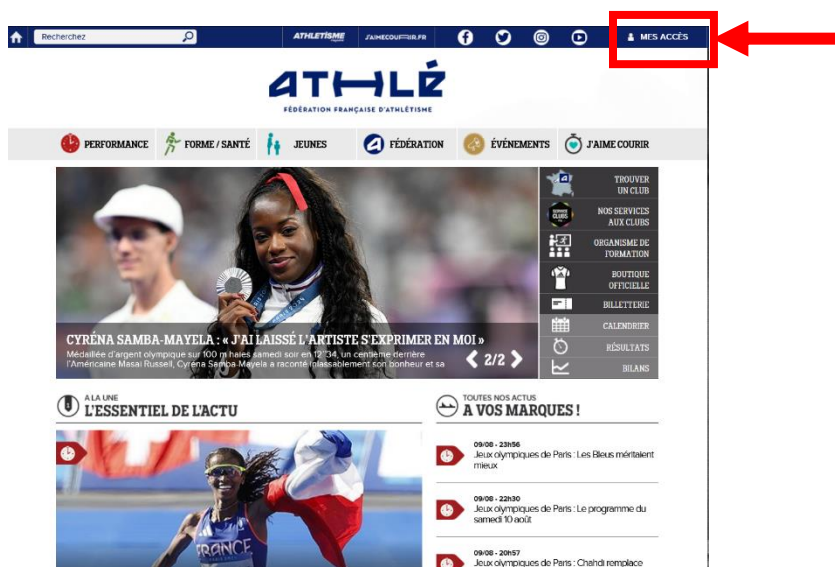 Recherchez
ATHLETISME
MES ACCÈS
ATHLÉ
FÉDÉRATION FRANÇAISE D'ATHLÉTISME
PERFORMANCE
FORME / SANTÉ
JEUNES
FÉDÉRATION
ÉVÉNEMENTS
J'AIME COURIR
TROUVER
UN CLUB
NOS SERVICES
AUX CLUBS
ORGANISME DE
FORMATION
BOUTIQUE
OFFICIELLE
BILLETTERIE
CALENDRIER
RÉSULTATS
BILANS
CYRÉNA SAMBA-MAYELA : « J'AI LAISSÉ L'ARTISTE S'EXPRIMER EN MOI »
Médaillée d'argent olympique sur 100 m haies samedi soir en 12''34, un centième derrière
l'Américaine Masai Russell, Cyrena Samba-Mayela a raconté inlassablement son bonheur et sa
2/2
A LA UNE
L'ESSENTIEL DE L'ACTU
TOUTES NOS ACTUS
A VOS MARQUES !
09/08 - 23h56
Jeux olympiques de Paris : Les Bleus méritaient
mieux
09/08 - 22h30
Jeux olympiques de Paris : Le programme du
samedi 10 août
09/08 - 20h57
Jeux olympiques de Paris : Chahdi remplace
FRANCE